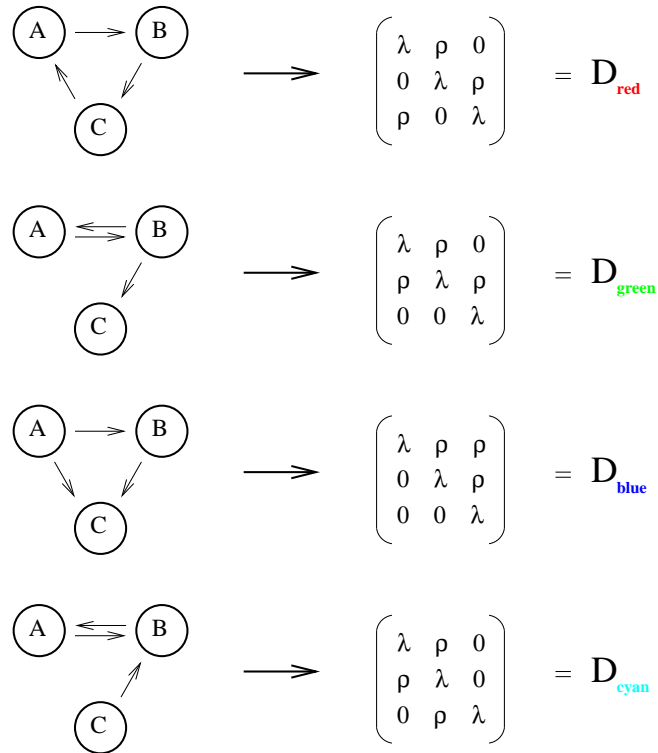 A B λ ρ 0
0 λ ρ = D red
C ρ 0 λ
A B λ ρ 0
ρ λ ρ = D green
C 0 0 λ
A B λ ρ ρ
0 λ ρ = D blue
C 0 0 λ
A B λ ρ 0
ρ λ 0 = D cyan
C 0 ρ λ